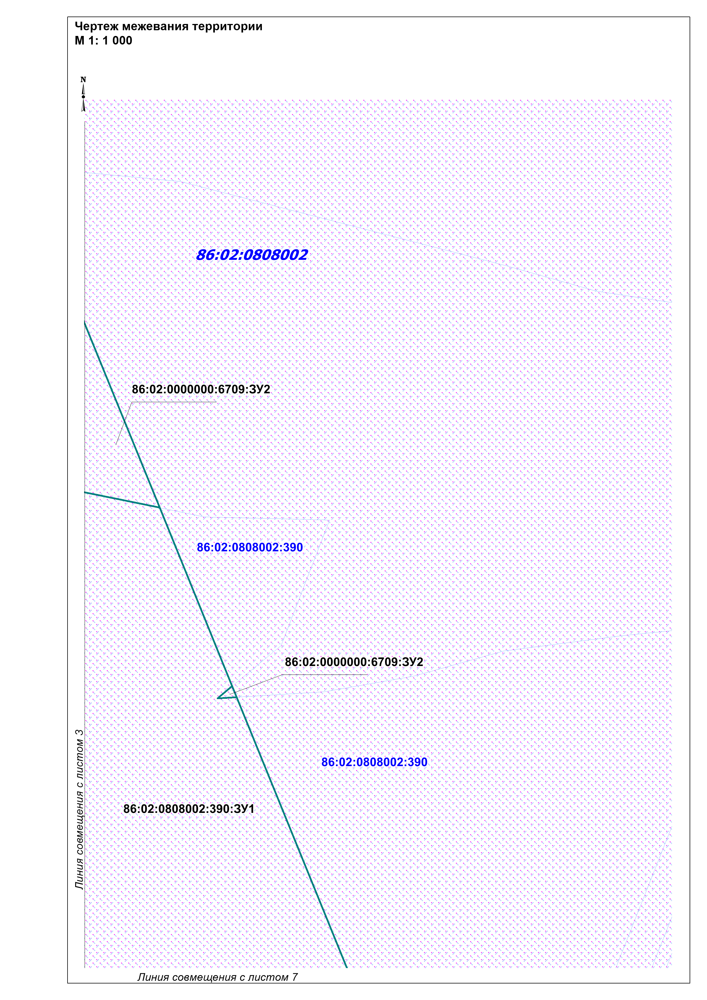 Чертеж межевания территории
М 1: 1 000
N
86:02:0808002
86:02:0000000:6709:ЗУ2
86:02:0808002:390
86:02:0000000:6709:ЗУ2
86:02:0808002:390
86:02:0808002:390:ЗУ1
Линия совмещения с листом 3
Линия совмещения с листом 7